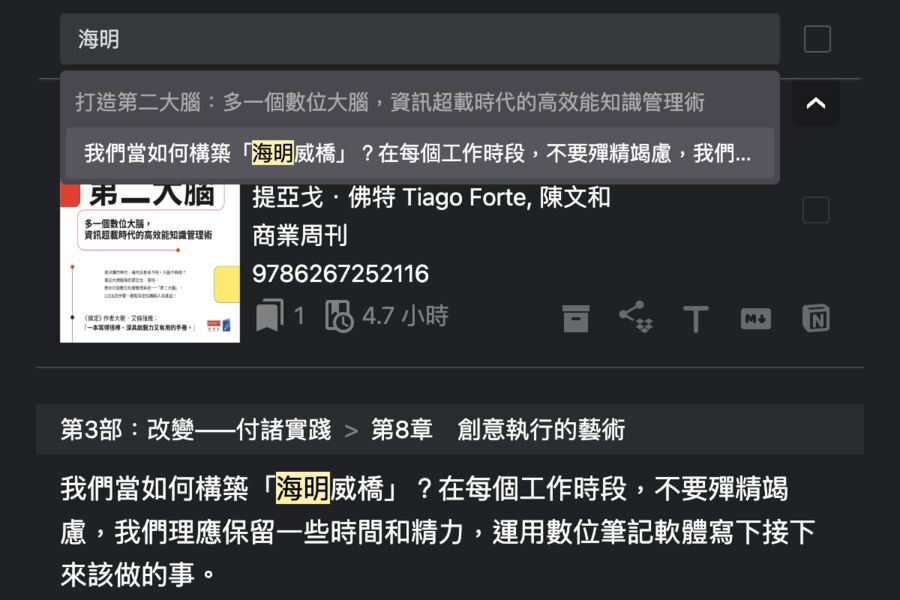 海明
打造第二大腦：多一個數位大腦，資訊超載時代的高效能知識管理術
我們當如何構築「海明威橋」？在每個工作時段，不要殫精竭慮，我們...
第二大腦
多一個數位大腦，
資訊超載時代的高效能知識管理術
《搞定》作者大衛．艾倫強推：
「一本寫得很棒、深具說服力又有用的手冊。」
提亞戈．佛特 Tiago Forte, 陳文和
商業周刊
9786267252116
1 4.7 小時
第3部：改變——付諸實踐 > 第8章 創意執行的藝術
我們當如何構築「海明威橋」？在每個工作時段，不要殫精竭
慮，我們理應保留一些時間和精力，運用數位筆記軟體寫下接下
來該做的事。